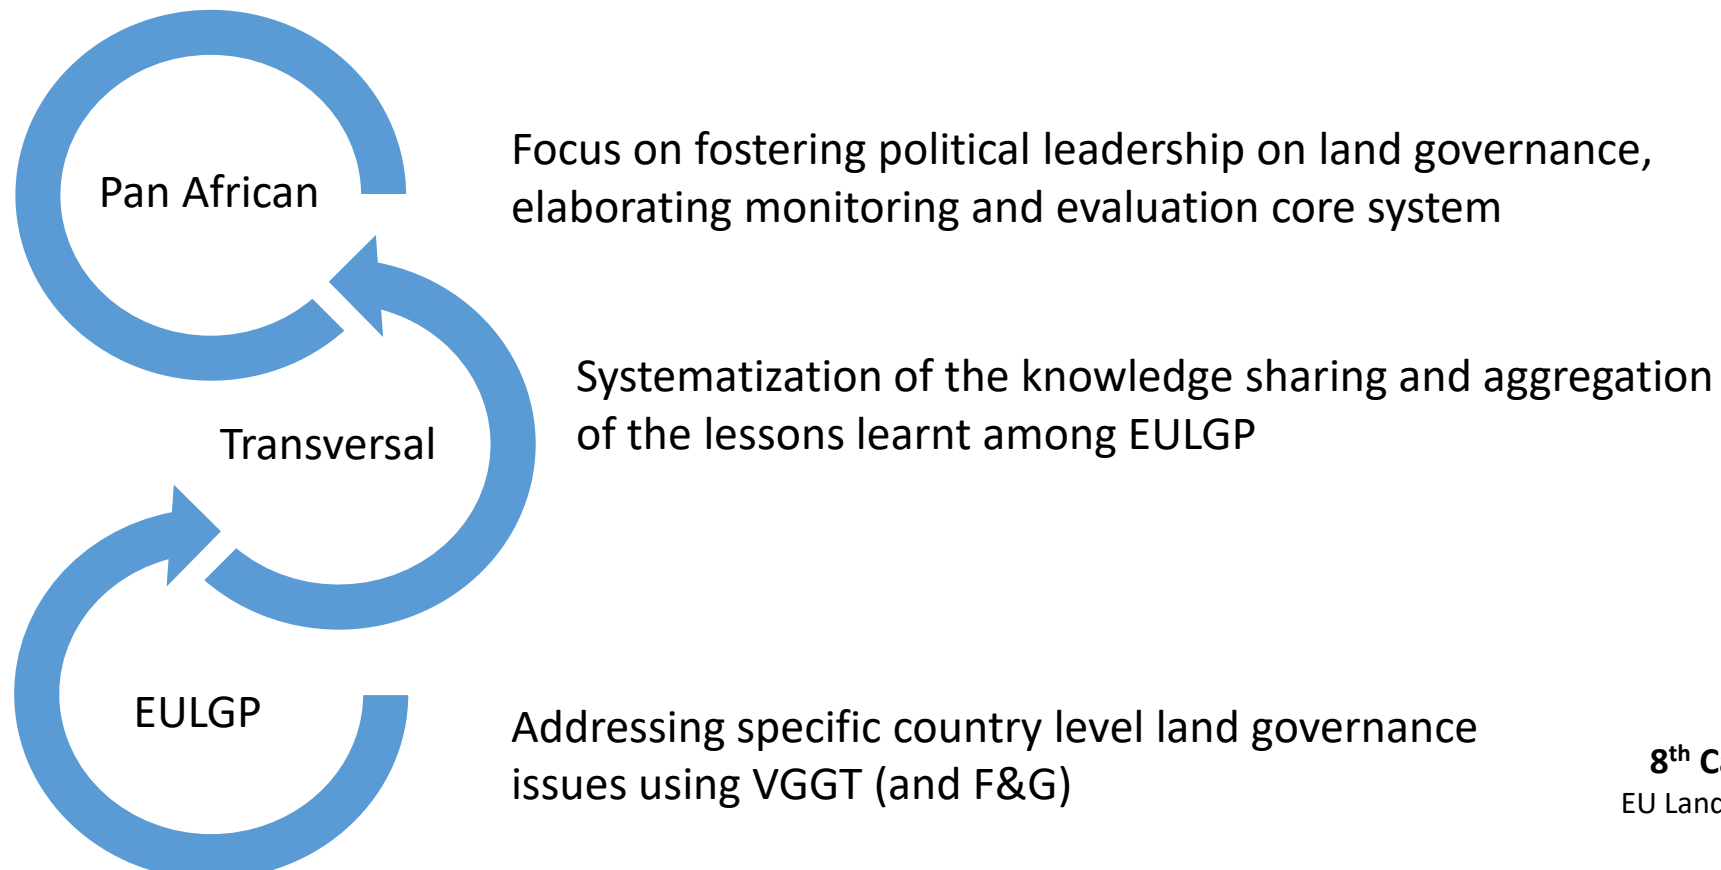 Pan African
Focus on fostering political leadership on land governance,
elaborating monitoring and evaluation core system
Transversal
Systematization of the knowledge sharing and aggregation
of the lessons learnt among EULGP
EULGP
Addressing specific country level land governance
issues using VGGT (and F&G)
8th
EU Land